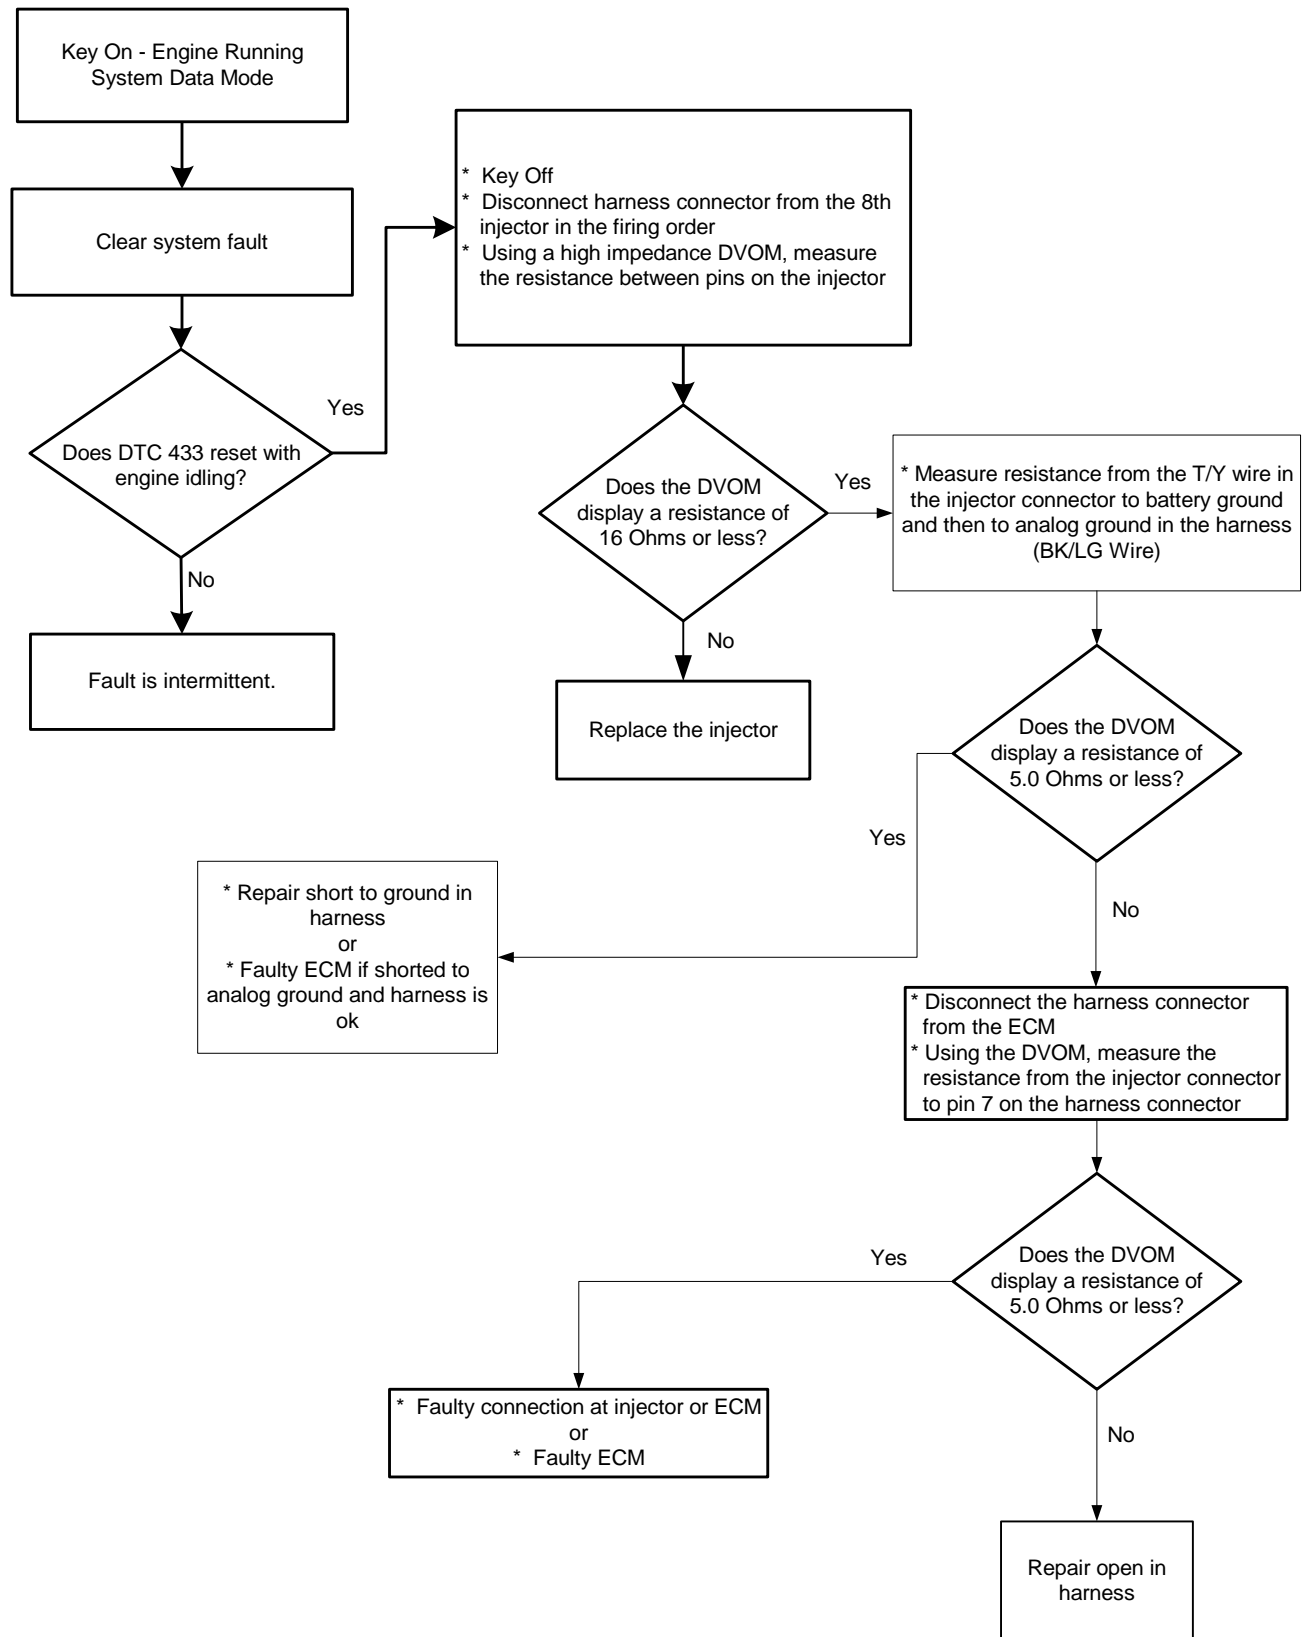 Key On - Engine Running
System Data Mode
Clear system fault
Does DTC 433 reset with
engine idling?
Yes
No
Fault is intermittent.
* Key Off
* Disconnect harness connector from the 8th
injector in the firing order
* Using a high impedance DVOM, measure
the resistance between pins on the injector
Does the DVOM
display a resistance of
16 Ohms or less?
Yes
No
Replace the injector
* Measure resistance from the T/Y wire in
the injector connector to battery ground
and then to analog ground in the harness
(BK/LG Wire)
Does the DVOM
display a resistance of
5.0 Ohms or less?
Yes
No
* Repair short to ground in
harness
or
* Faulty ECM if shorted to
analog ground and harness is
ok
* Disconnect the harness connector
from the ECM
* Using the DVOM, measure the
resistance from the injector connector
to pin 7 on the harness connector
Does the DVOM
display a resistance of
5.0 Ohms or less?
Yes
No
* Faulty connection at injector or ECM
or
* Faulty ECM
Repair open in
harness